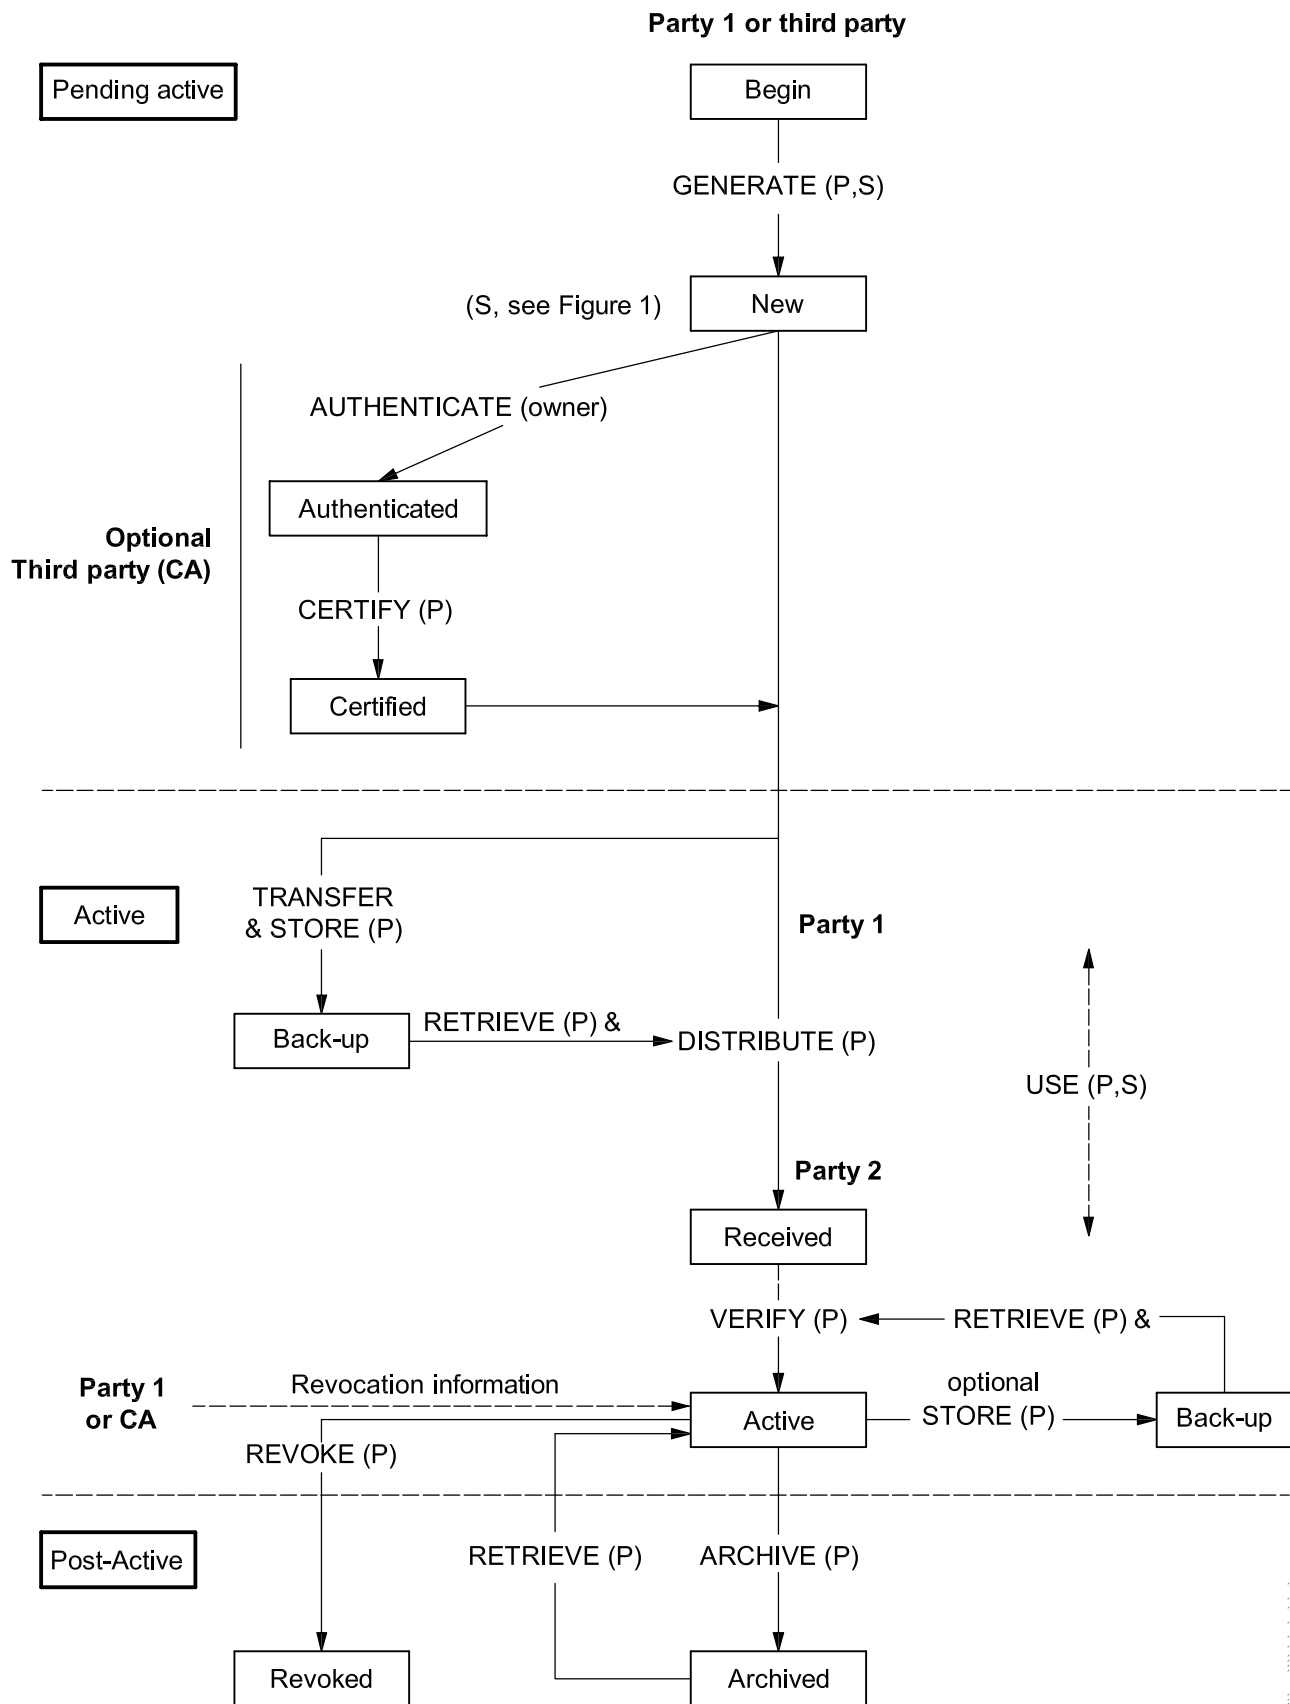 Party 1 or third party
Pending active
Begin
GENERATE (P,S)
(S, see Figure 1)
New
AUTHENTICATE (owner)
Authenticated
Optional
Third party (CA)
CERTIFY (P)
Certified
TRANSFER
& STORE (P)
Active
Party 1
Back-up
RETRIEVE (P) &
DISTRIBUTE (P)
USE (P,S)
Party 2
Received
VERIFY (P)
RETRIEVE (P) &
Party 1
or CA
Revocation information
Active
optional
STORE (P)
Back-up
REVOKE (P)
Post-Active
RETRIEVE (P)
ARCHIVE (P)
Revoked
Archived